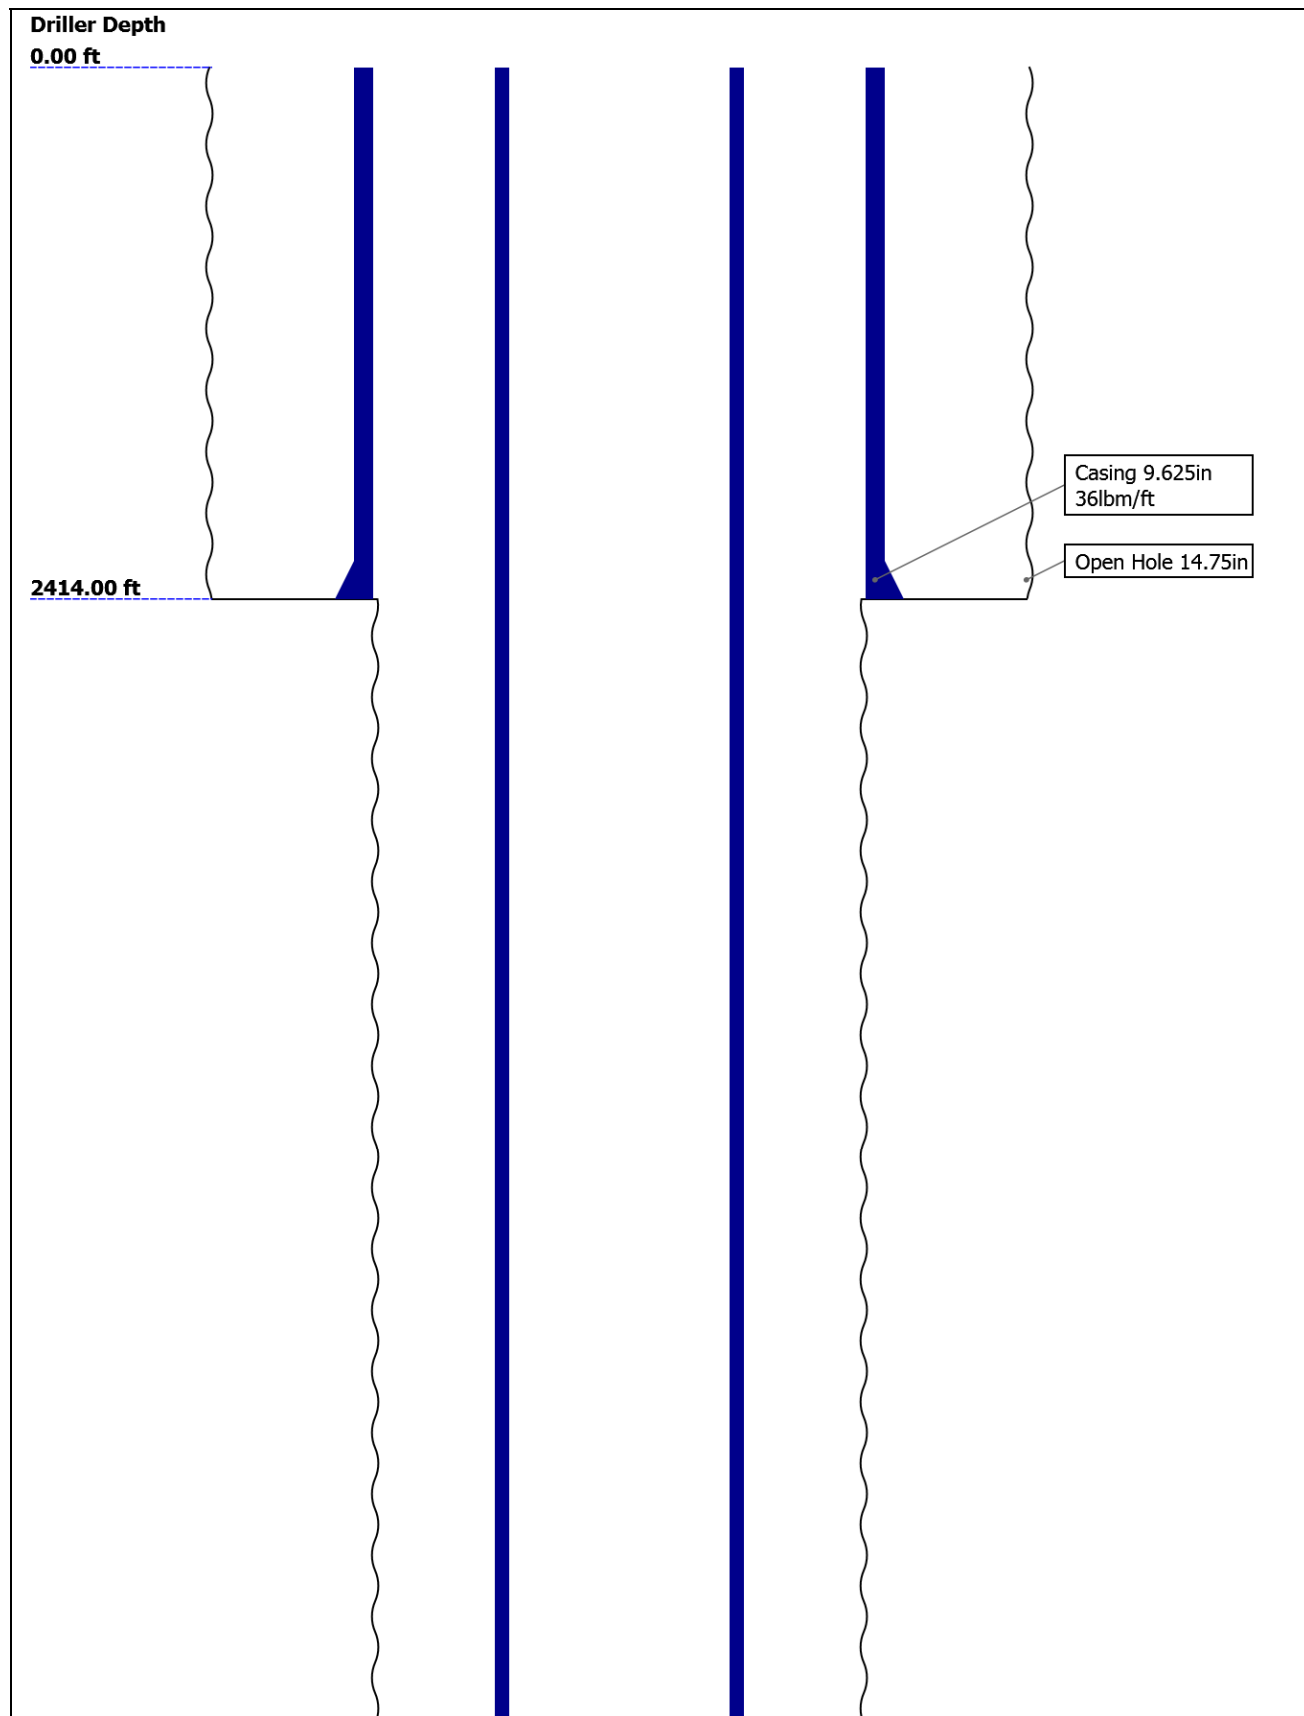 Driller Depth
0.00 ft
Casing 9.625in
36lbm/ft
Open Hole 14.75in
2414.00 ft